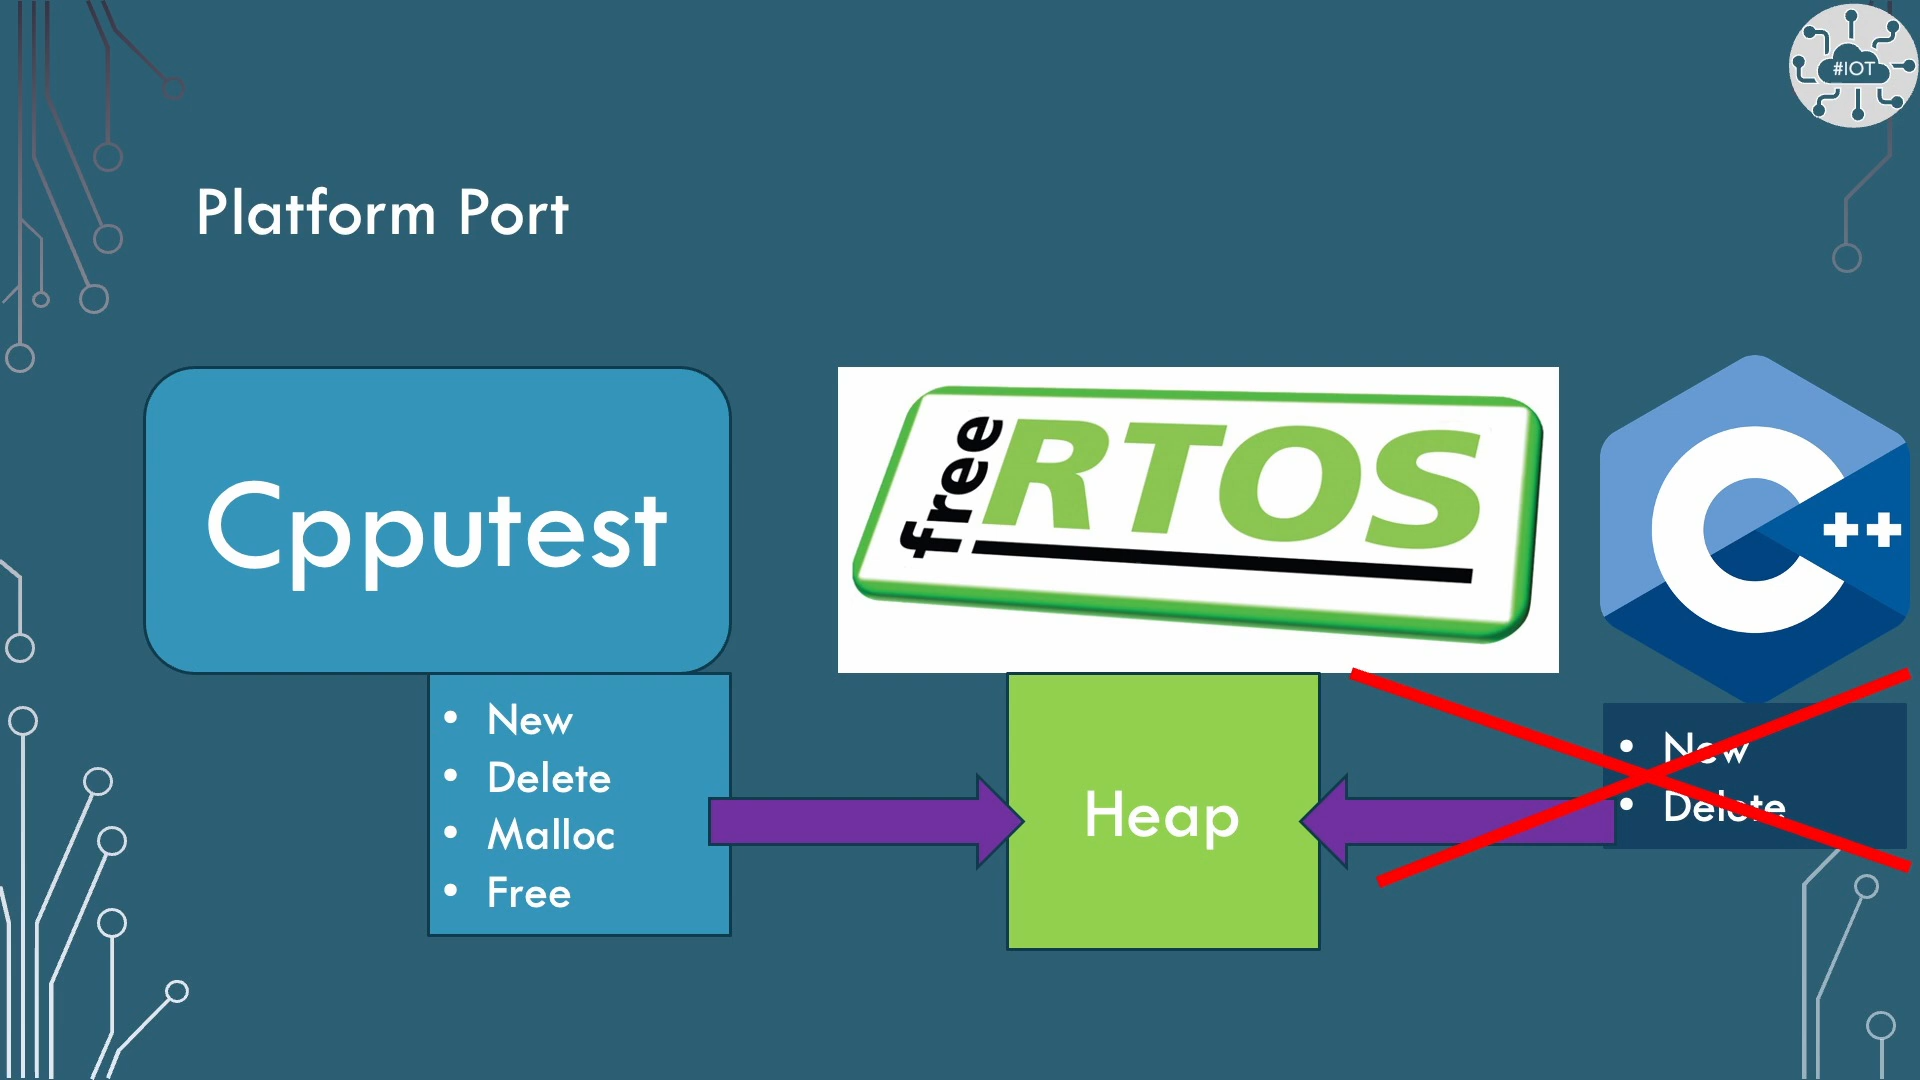 #IOT
Platform Port
Cpputest
free RTOS
C++
• New
• Delete
• Malloc
• Free
Heap
• New
• Delete